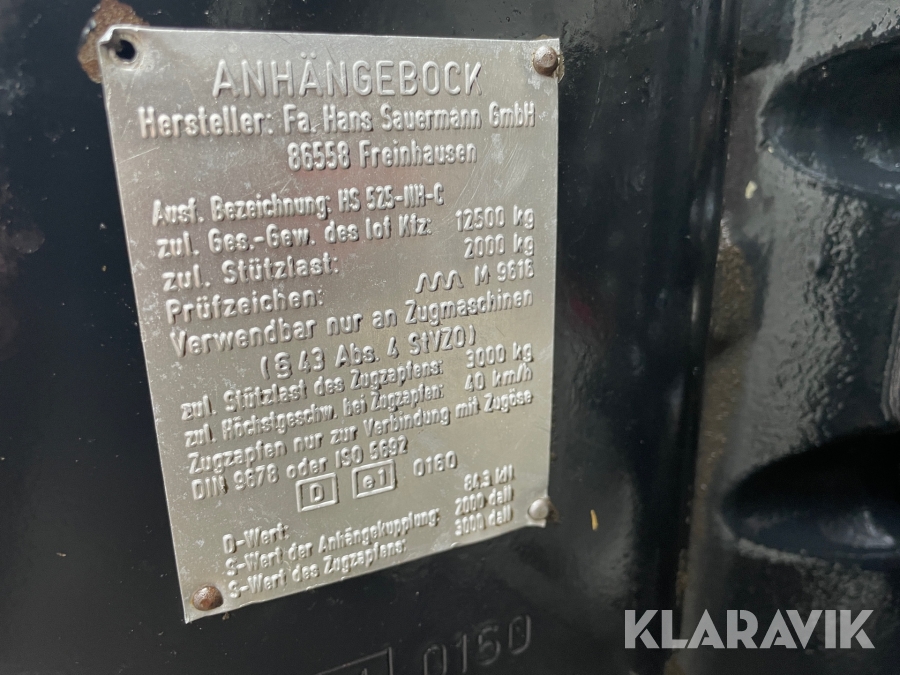 ANHÄNGEBOCK
Hersteller: Fa. Hans Sauermann GmbH
86558 Freinhausen
Ausf. Bezeichnung: HS 525-NH-C
zul. Ges.-Gew. des lof Kfz: 12500 kg
zul. Stützlast: 2000 kg
Prüfzeichen: M 9616
Verwendbar nur an Zugmaschinen
(§ 43 Abs. 4 StVZO)
zul. Stützlast des Zugzapfens: 3000 kg
zul. Höchstgeschw. bei Zugzapfen: 40 km/h
Zugzapfen nur zur Verbindung mit Zugöse
DIN 9678 oder ISO 5692
D e1 0160
D-Wert: 84,3 kN
S-Wert der Anhängekupplung: 2000 daN
S-Wert des Zugzapfens: 3000 daN
0160
KLARAVIK